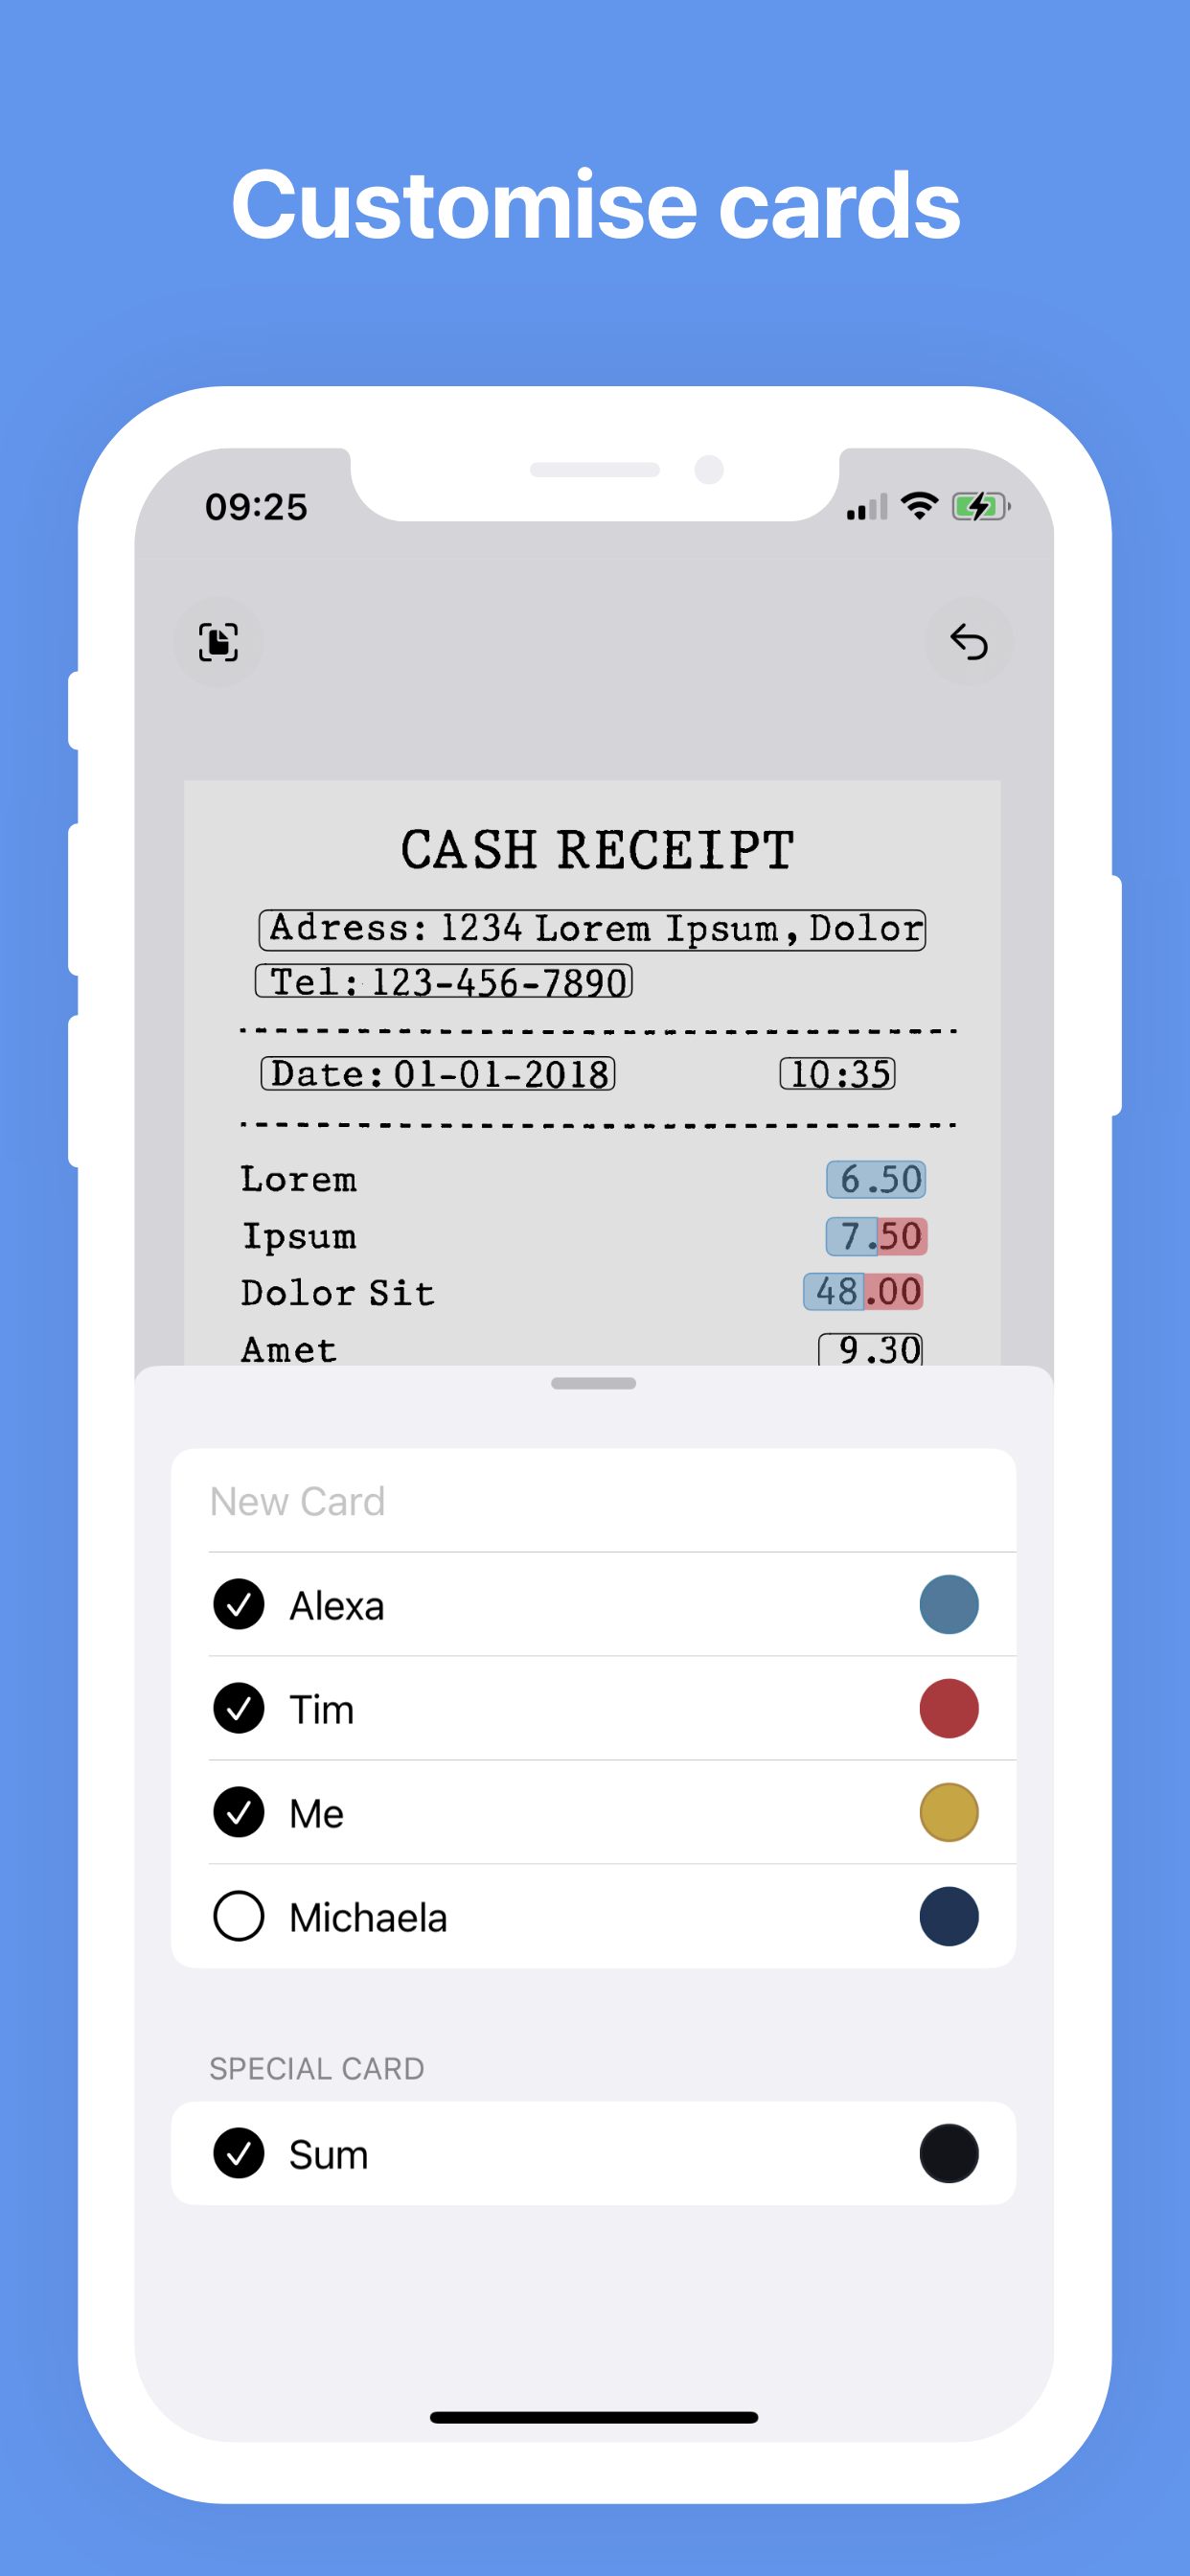 Customise cards
09:25
CASH RECEIPT
Adress: 1234 Lorem Ipsum, Dolor
Tel: 123-456-7890
Date: 01-01-2018 10:35
Lorem 6.50
Ipsum 7.50
Dolor Sit 48.00
Amet 9.30
New Card
Alexa
Tim
Me
Michaela
SPECIAL CARD
Sum